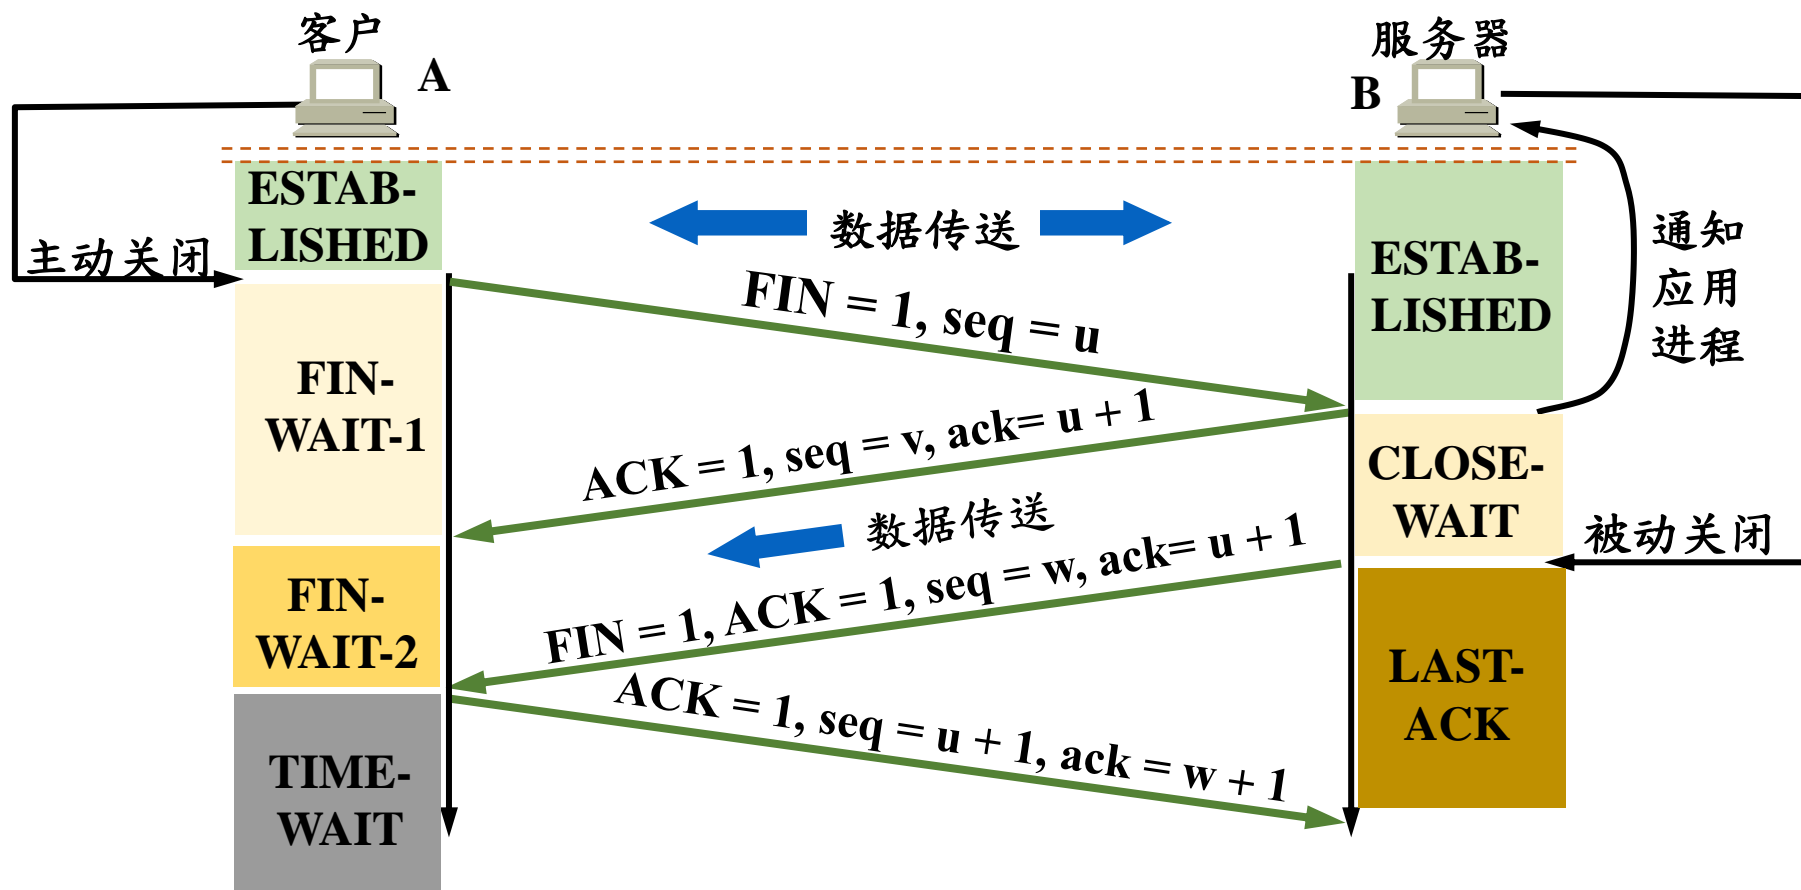 客户
服务器
A
B
ESTAB-
LISHED
数据传送
ESTAB-
LISHED
主动关闭
通知
应用
进程
FIN = 1, seq = u
FIN-
WAIT-1
ACK = 1, seq = v, ack= u + 1
CLOSE-
WAIT
数据传送
被动关闭
FIN = 1, ACK = 1, seq = w, ack= u + 1
FIN-
WAIT-2
LAST-
ACK
ACK = 1, seq = u + 1, ack = w + 1
TIME-
WAIT